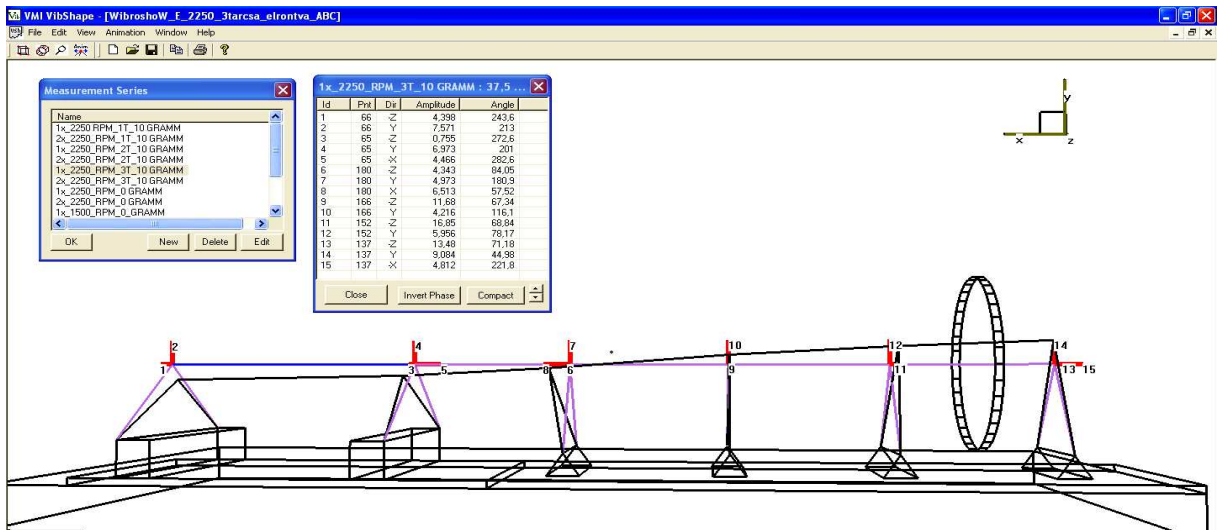 VMI VibShape - [WibroshoW_E_2250_3tarcsa_elrontva_ABC]
File Edit View Animation Window Help
Measurement Series
Name
1x_2250 RPM_1T_10 GRAMM
2x_2250_RPM_1T_10 GRAMM
1x_2250_RPM_2T_10 GRAMM
2x_2250_RPM_2T_10 GRAMM
1x_2250_RPM_3T_10 GRAMM
2x_2250_RPM_3T_10 GRAMM
1x_2250_RPM_0 GRAMM
2x_2250_RPM_0 GRAMM
1x_1500_RPM_0_GRAMM
OK New Delete Edit
1x_2250_RPM_3T_10 GRAMM : 37,5 ...
Id Pnt Dir Amplitude Angle
1 66 -Z 4,398 243,6
2 66 Y 7,571 213
3 65 -Z 0,755 272,6
4 65 Y 6,973 201
5 65 -X 4,466 282,6
6 180 -Z 4,343 84,05
7 180 Y 4,973 180,9
8 180 X 6,513 57,52
9 166 -Z 11,68 67,34
10 166 Y 4,216 116,1
11 152 -Z 16,85 68,84
12 152 Y 5,956 78,17
13 137 -Z 13,48 71,18
14 137 Y 9,084 44,98
15 137 -X 4,812 221,8
Close Invert Phase Compact
Y
X Z
2 4 7 10 12 14
1 3 5 8 6 9 11 13 15